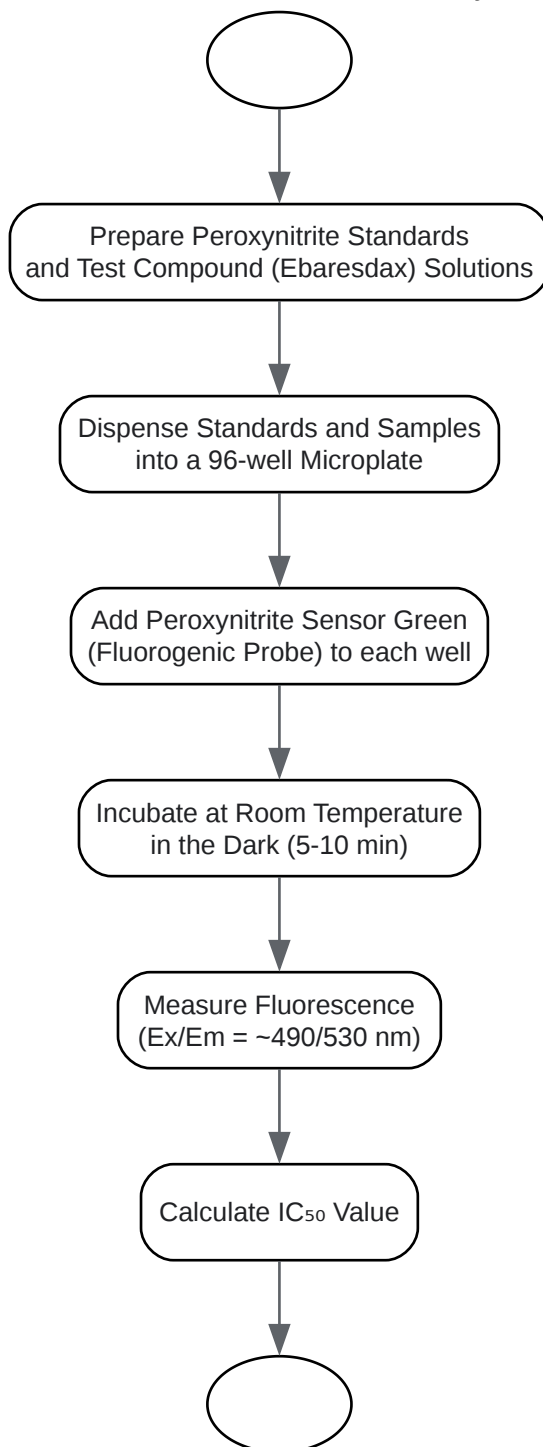 Prepare Peroxynitrite Standards
and Test Compound (Ebaresdax) Solutions
Dispense Standards and Samples
into a 96-well Microplate
Add Peroxynitrite Sensor Green
(Fluorogenic Probe) to each well
Incubate at Room Temperature
in the Dark (5-10 min)
Measure Fluorescence
(Ex/Em = ~490/530 nm)
Calculate IC₅₀ Value